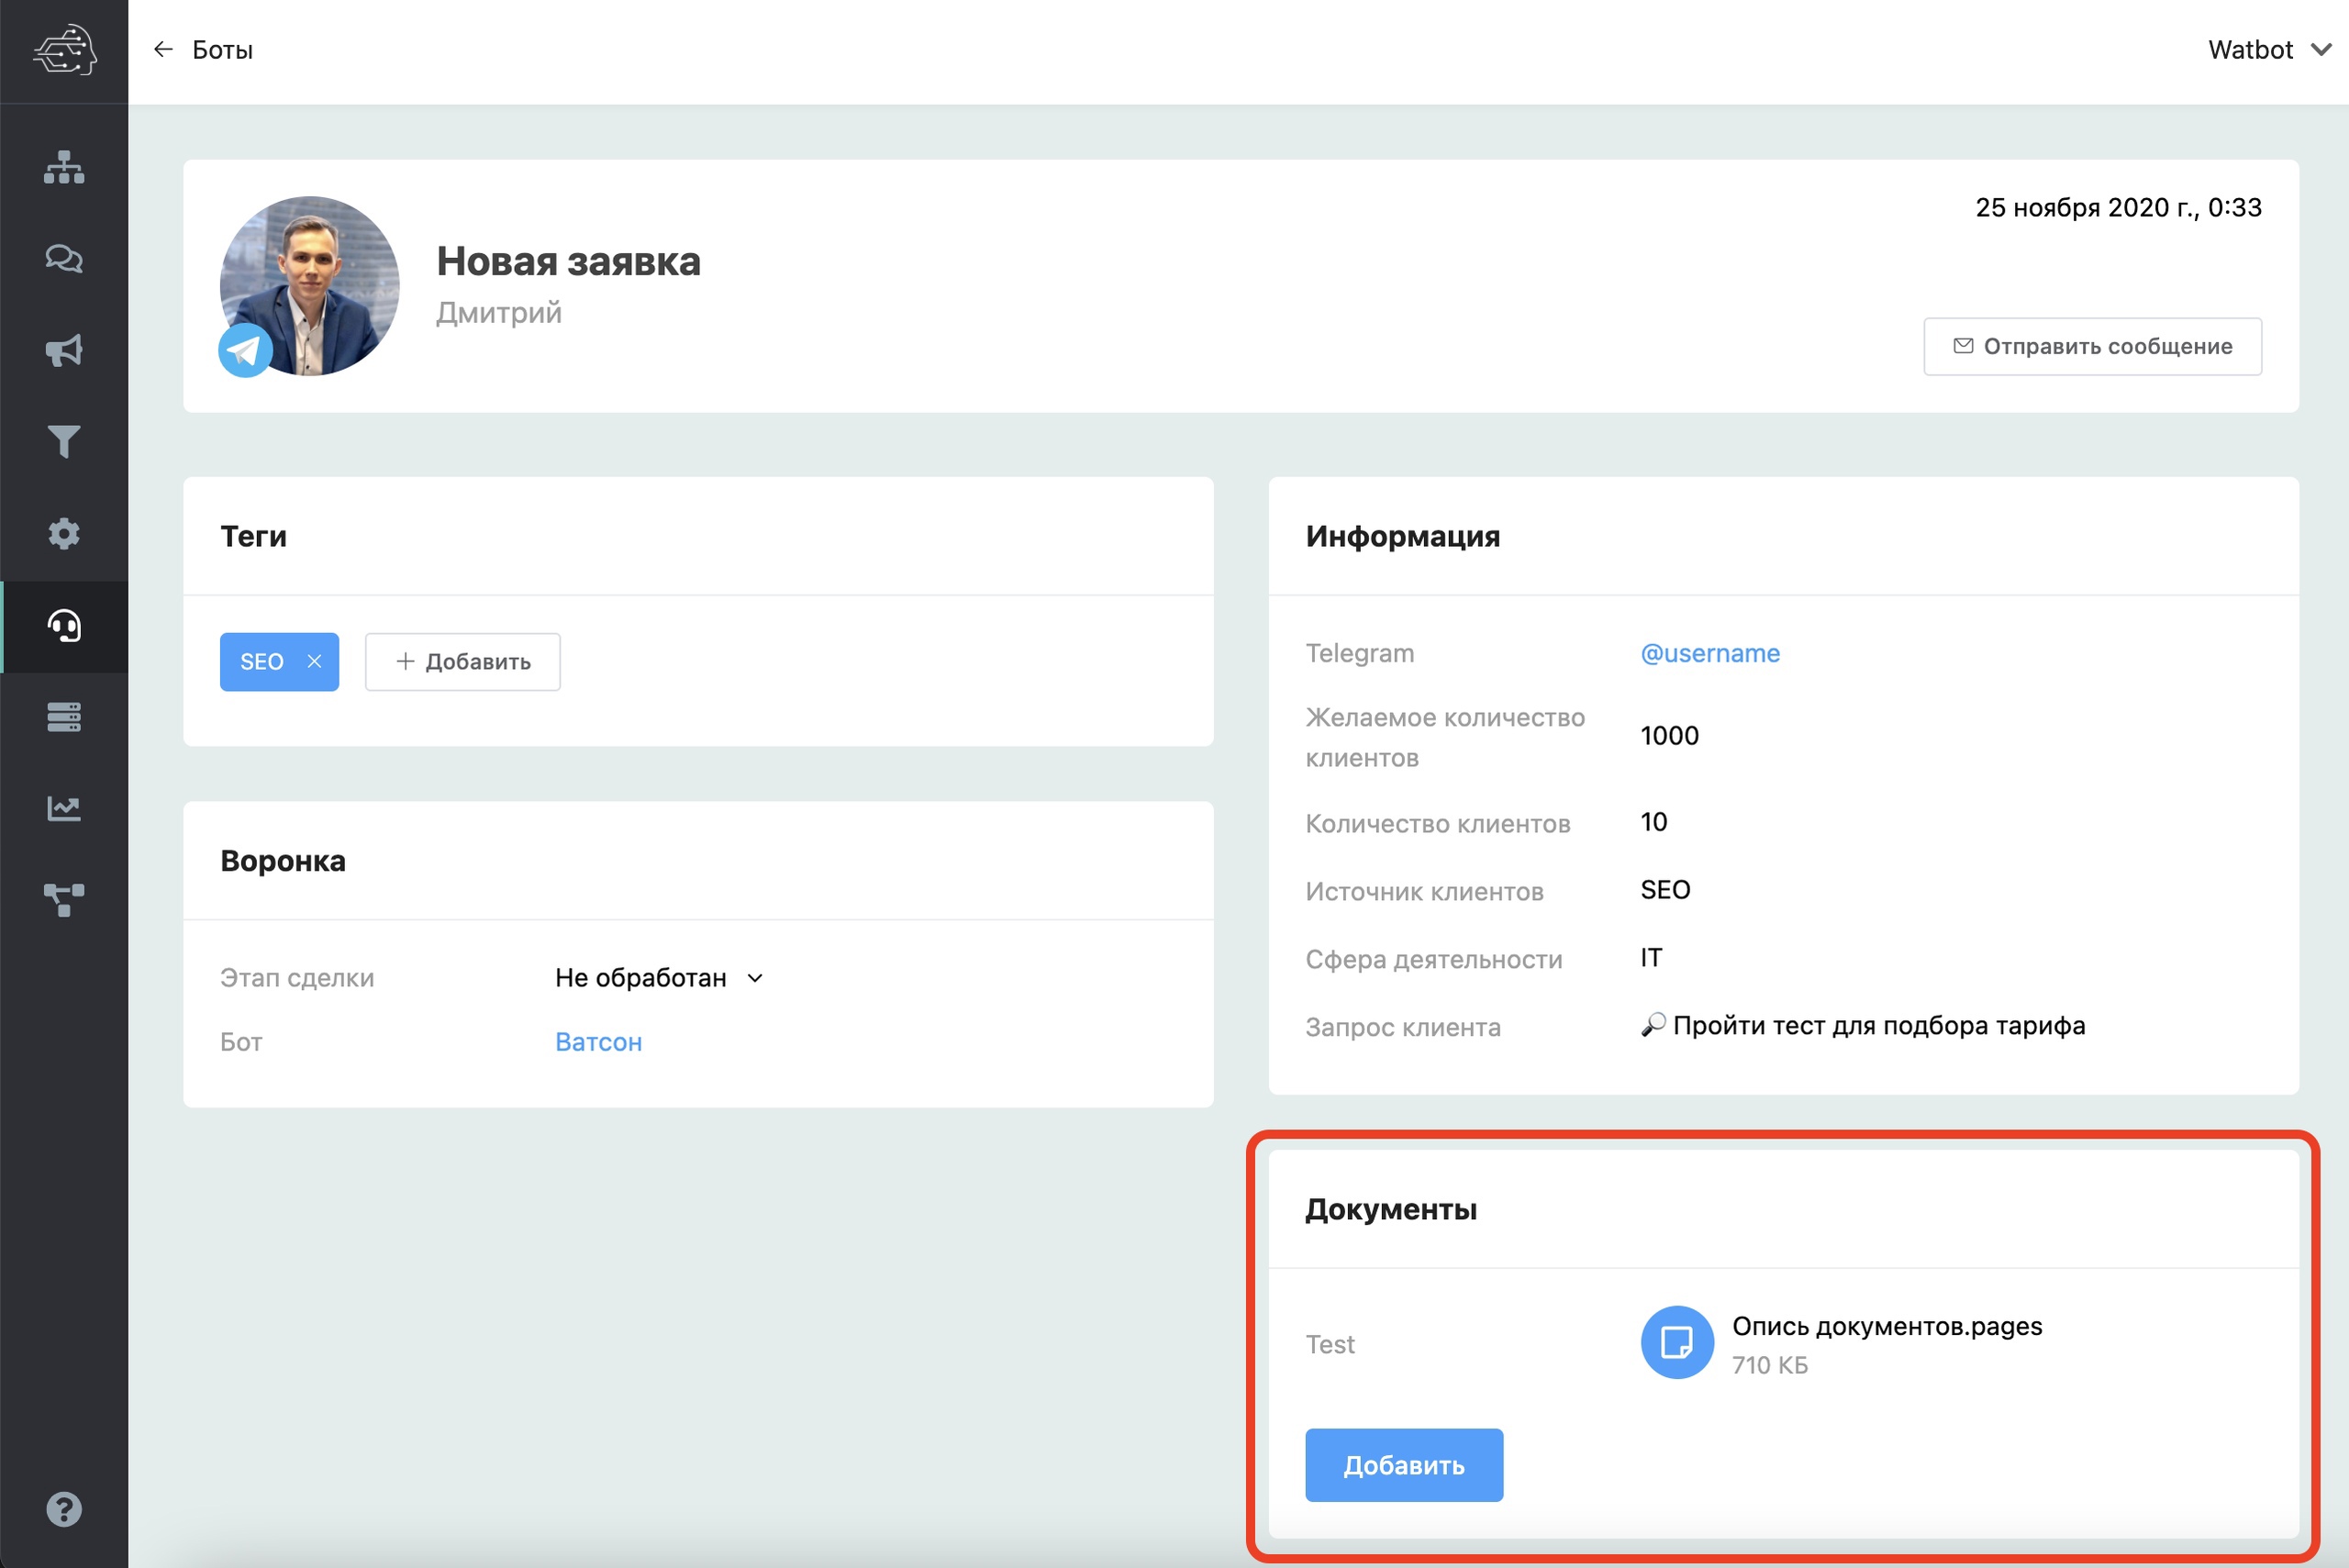 Боты
Watbot
25 ноября 2020 г., 0:33
Новая заявка
Дмитрий
Отправить сообщение
Теги
SEO
Добавить
Воронка
Этап сделки
Не обработан
Бот
Ватсон
Информация
Telegram
@username
Желаемое количество
клиентов
1000
Количество клиентов
10
Источник клиентов
SEO
Сфера деятельности
IT
Запрос клиента
🔎 Пройти тест для подбора тарифа
Документы
Test
Опись документов.pages
710 КБ
Добавить